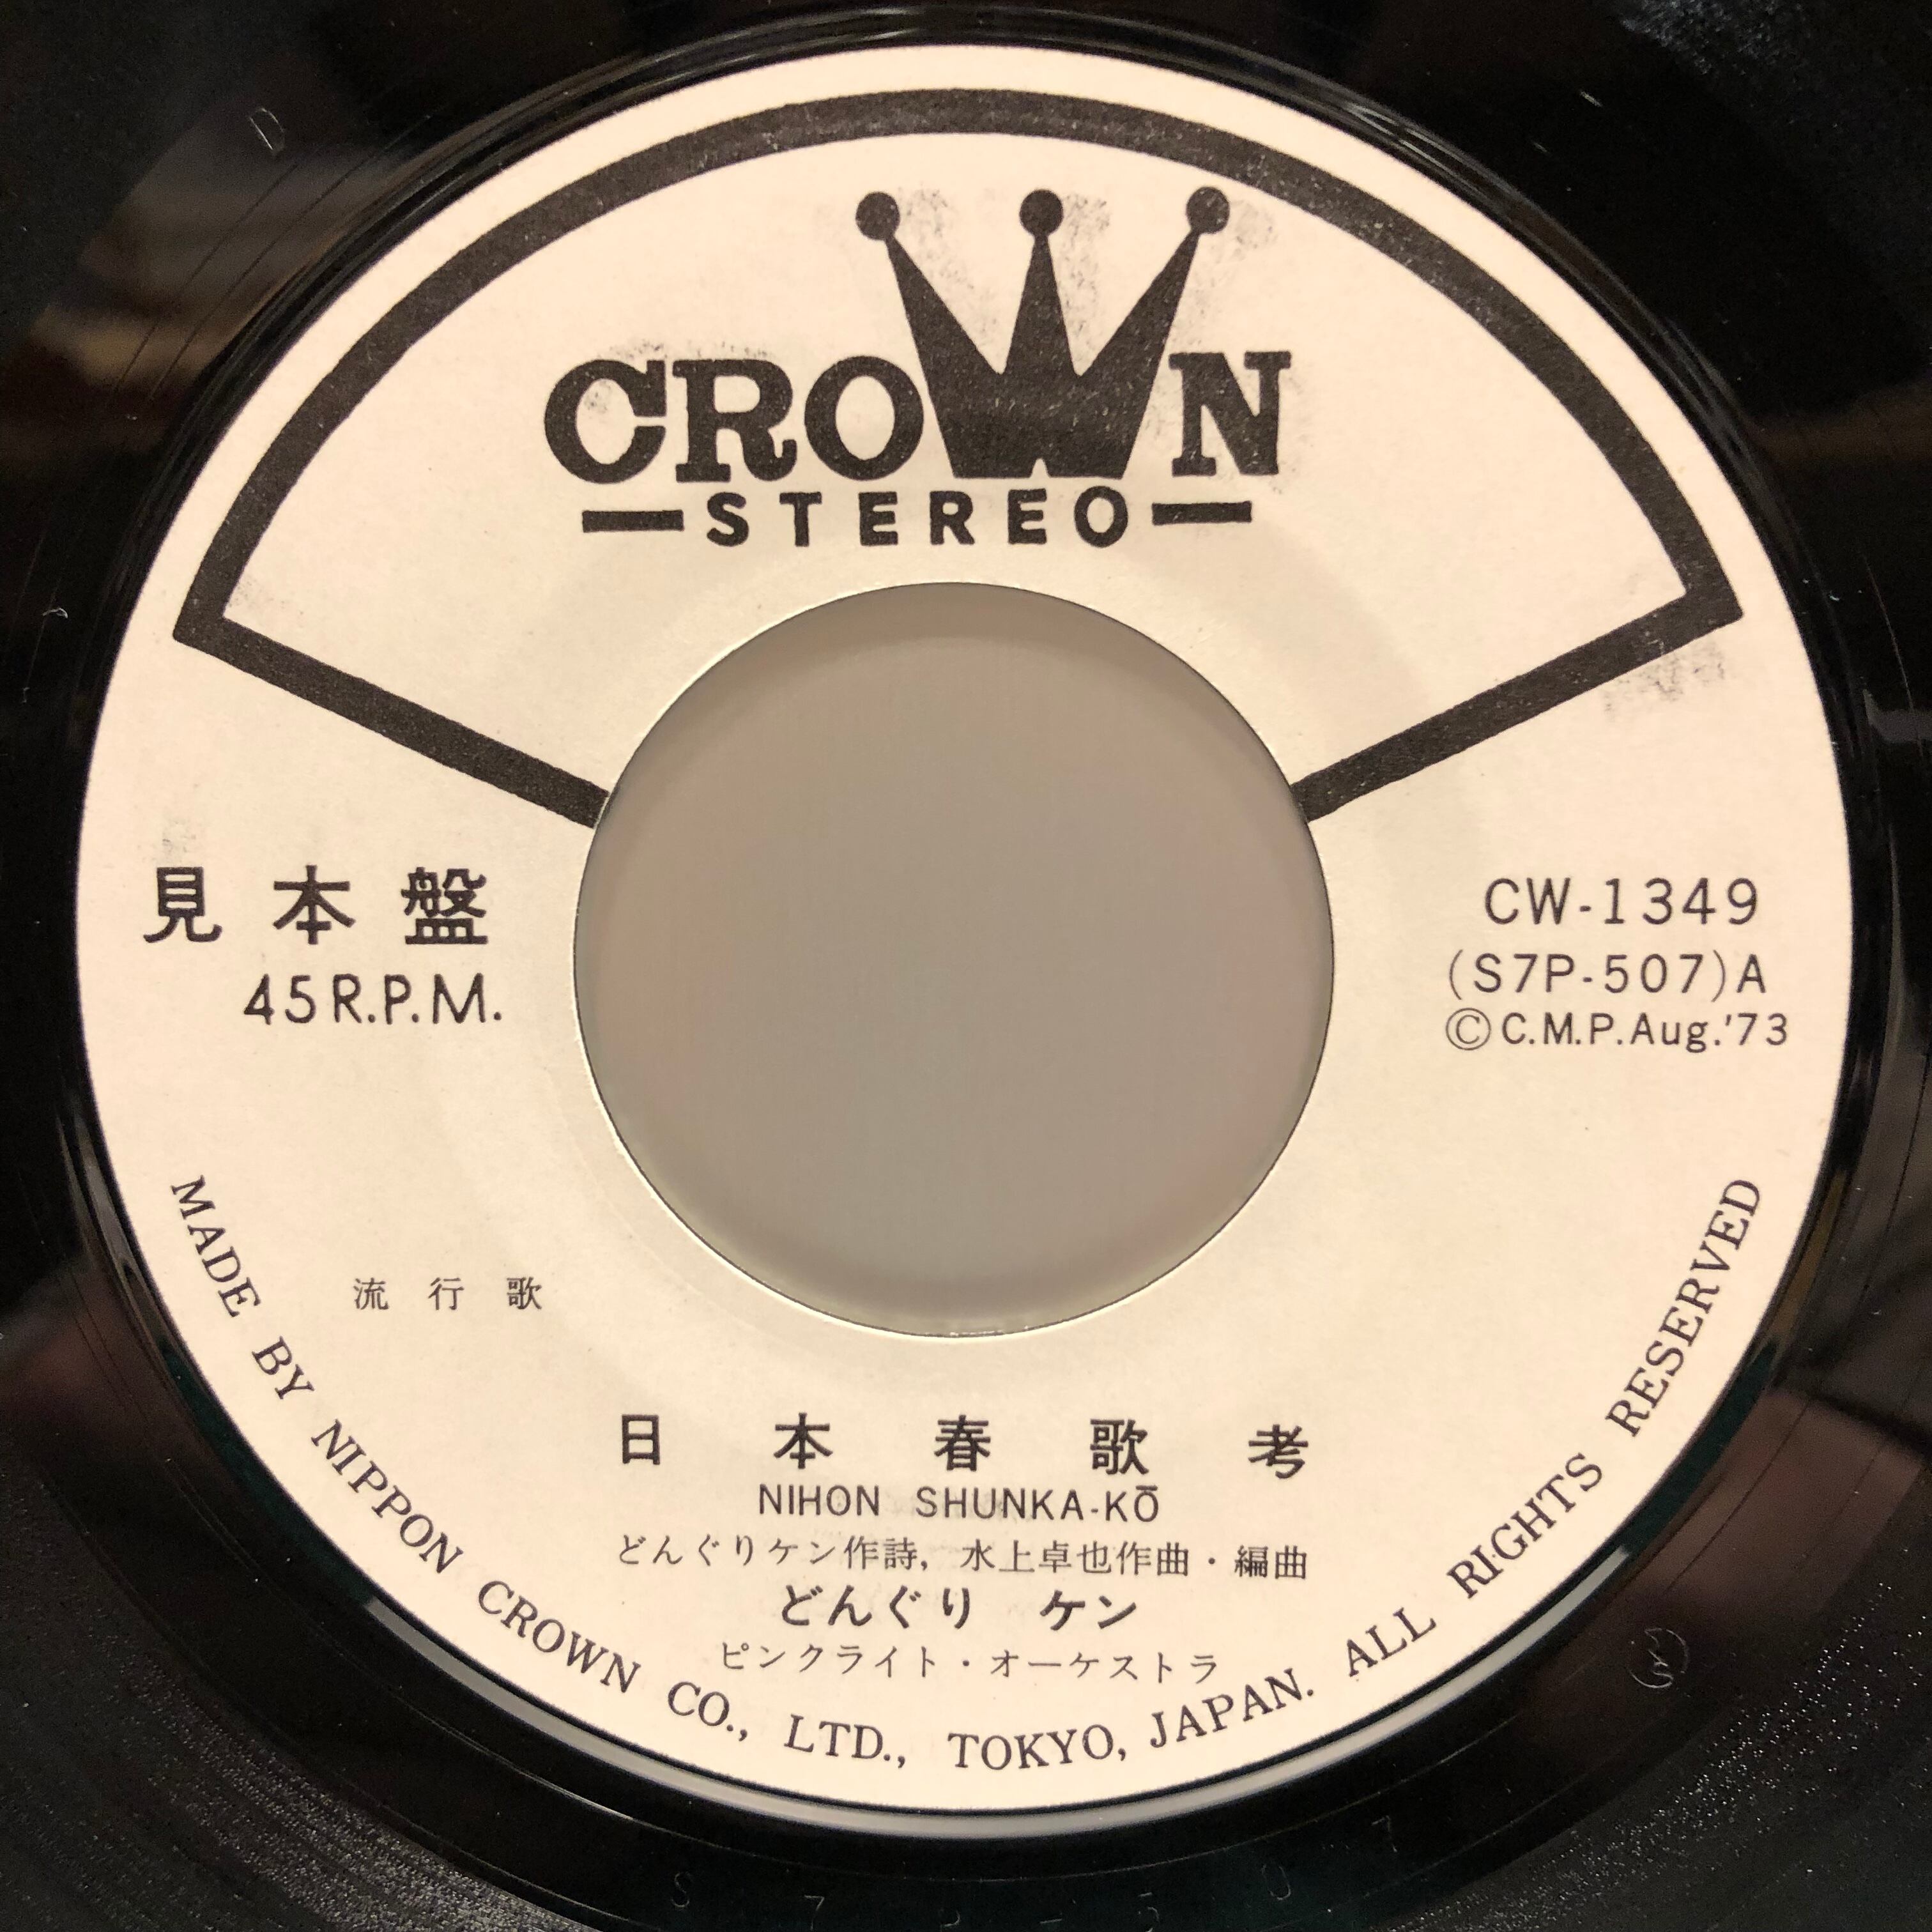 CROWN
STEREO
見本盤
45 R.P.M.
CW-1349
(S7P-507)A
©C.M.P.Aug.'73
流行歌
日本春歌考
NIHON SHUNKA-KŌ
どんぐりケン作詩, 水上卓也作曲・編曲
どんぐり ケン
ピンクライト・オーケストラ
MADE BY NIPPON CROWN CO., LTD., TOKYO, JAPAN. ALL RIGHTS RESERVED
S7P-507